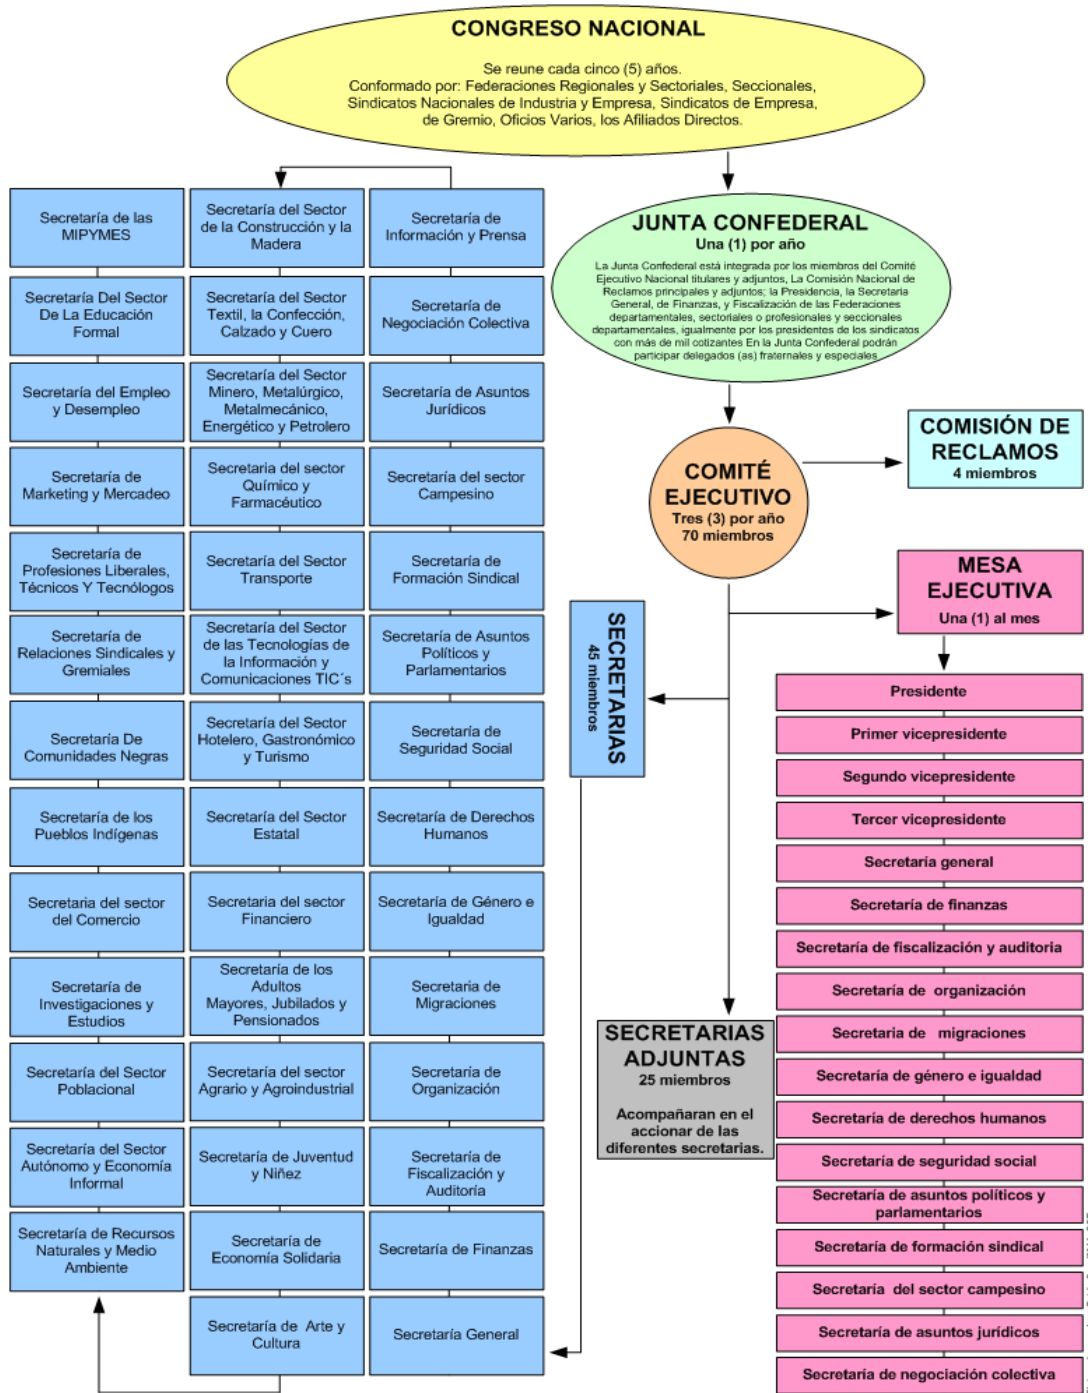 CONGRESO NACIONAL
Se reune cada cinco (5) años.
Conformado por: Federaciones Regionales y Sectoriales, Seccionales,
Sindicatos Nacionales de Industria y Empresa, Sindicatos de Empresa,
de Gremio, Oficios Varios, los Afiliados Directos.
JUNTA CONFEDERAL
Una (1) por año
La Junta Confederal está integrada por los miembros del Comité
Ejecutivo Nacional titulares y adjuntos, La Comisión Nacional de
Reclamos principales y adjuntos; la Presidencia, la Secretaria
General, de Finanzas, y Fiscalización de las Federaciones
departamentales, sectoriales o profesionales y seccionales
departamentales, igualmente por los presidentes de los sindicatos
con más de mil cotizantes En la Junta Confederal podrán
participar delegados (as) fraternales y especiales
COMITÉ
EJECUTIVO
Tres (3) por año
70 miembros
COMISIÓN DE
RECLAMOS
4 miembros
MESA
EJECUTIVA
Una (1) al mes
Presidente
Primer vicepresidente
Segundo vicepresidente
Tercer vicepresidente
Secretaría general
Secretaría de finanzas
Secretaría de fiscalización y auditoria
Secretaría de organización
Secretaria de migraciones
Secretaría de género e igualdad
Secretaría de derechos humanos
Secretaría de seguridad social
Secretaría de asuntos políticos y
parlamentarios
Secretaría de formación sindical
Secretaría del sector campesino
Secretaría de asuntos jurídicos
Secretaría de negociación colectiva
SECRETARIAS
45 miembros
SECRETARIAS
ADJUNTAS
25 miembros
Acompañaran en el
accionar de las
diferentes secretarias.
Secretaría de las
MIPYMES
Secretaría Del Sector
De La Educación
Formal
Secretaría del Empleo
y Desempleo
Secretaría de
Marketing y Mercadeo
Secretaría de
Profesiones Liberales,
Técnicos Y Tecnólogos
Secretaría de
Relaciones Sindicales y
Gremiales
Secretaría De
Comunidades Negras
Secretaría de los
Pueblos Indígenas
Secretaria del sector
del Comercio
Secretaría de
Investigaciones y
Estudios
Secretaría del Sector
Poblacional
Secretaría del Sector
Autónomo y Economía
Informal
Secretaría de Recursos
Naturales y Medio
Ambiente
Secretaría del Sector
de la Construcción y la
Madera
Secretaría del Sector
Textil, la Confección,
Calzado y Cuero
Secretaría del Sector
Minero, Metalúrgico,
Metalmecánico,
Energético y Petrolero
Secretaria del sector
Químico y
Farmacéutico
Secretaría del Sector
Transporte
Secretaría del Sector
de las Tecnologías de
la Información y
Comunicaciones TIC´s
Secretaría del Sector
Hotelero, Gastronómico
y Turismo
Secretaría del Sector
Estatal
Secretaria del sector
Financiero
Secretaría de los
Adultos
Mayores, Jubilados y
Pensionados
Secretaría del sector
Agrario y Agroindustrial
Secretaría de Juventud
y Niñez
Secretaría de
Economía Solidaria
Secretaría de Arte y
Cultura
Secretaría de
Información y Prensa
Secretaría de
Negociación Colectiva
Secretaría de Asuntos
Jurídicos
Secretaría del sector
Campesino
Secretaría de
Formación Sindical
Secretaría de Asuntos
Políticos y
Parlamentarios
Secretaría de
Seguridad Social
Secretaría de Derechos
Humanos
Secretaría de Género e
Igualdad
Secretaria de
Migraciones
Secretaría de
Organización
Secretaría de
Fiscalización y
Auditoría
Secretaría de Finanzas
Secretaría General